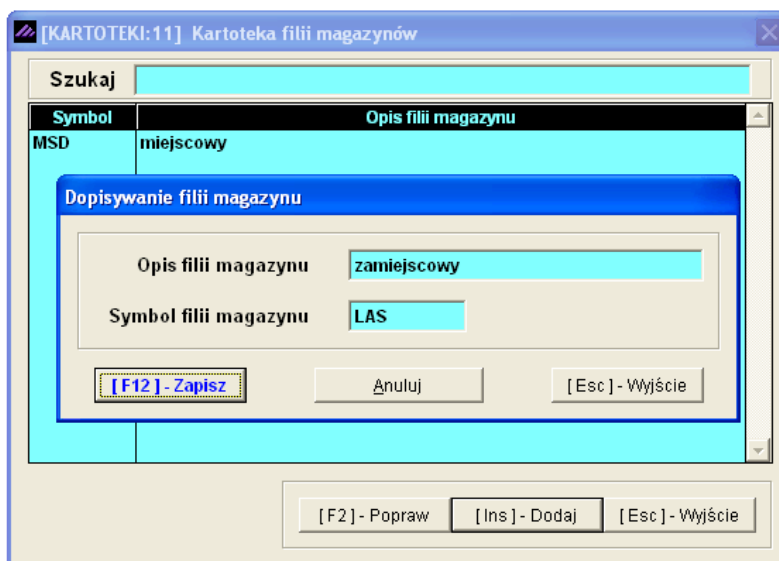 [KARTOTEKI:11] Kartoteka filii magazynów
Szukaj
Symbol Opis filii magazynu
MSD miejscowy
Dopisywanie filii magazynu
Opis filii magazynu zamiejscowy
Symbol filii magazynu LAS
[ F12 ] - Zapisz Anuluj [ Esc ] - Wyjście
[ F2 ] - Popraw [ Ins ] - Dodaj [ Esc ] - Wyjście